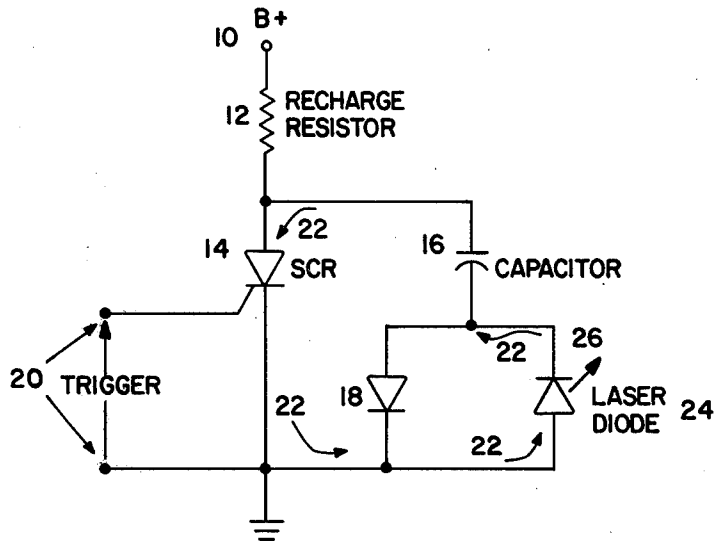 B+
10
12 RECHARGE
RESISTOR
22
14
SCR
16
CAPACITOR
20 TRIGGER
22
26
18
LASER 24
DIODE
22
22